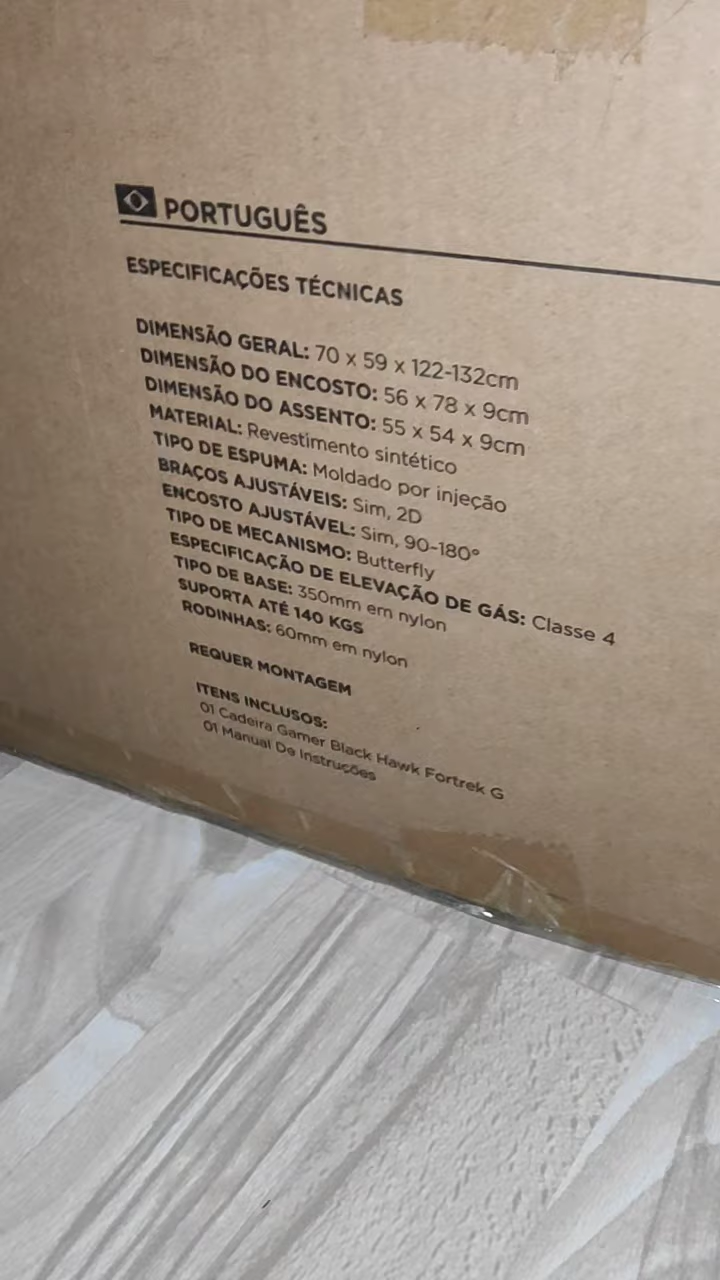 PORTUGUÊS
ESPECIFICAÇÕES TÉCNICAS
DIMENSÃO GERAL: 70 x 59 x 122-132cm
DIMENSÃO DO ENCOSTO: 56 x 78 x 9cm
DIMENSÃO DO ASSENTO: 55 x 54 x 9cm
MATERIAL: Revestimento sintético
TIPO DE ESPUMA: Moldado por injeção
BRAÇOS AJUSTÁVEIS: Sim, 2D
ENCOSTO AJUSTÁVEL: Sim, 90-180°
TIPO DE MECANISMO: Butterfly
ESPECIFICAÇÃO DE ELEVAÇÃO DE GÁS: Classe 4
TIPO DE BASE: 350mm em nylon
SUPORTA ATÉ 140 KGS
RODINHAS: 60mm em nylon
REQUER MONTAGEM
ITENS INCLUSOS:
01 Cadeira Gamer Black Hawk Fortrek G
01 Manual De Instruções